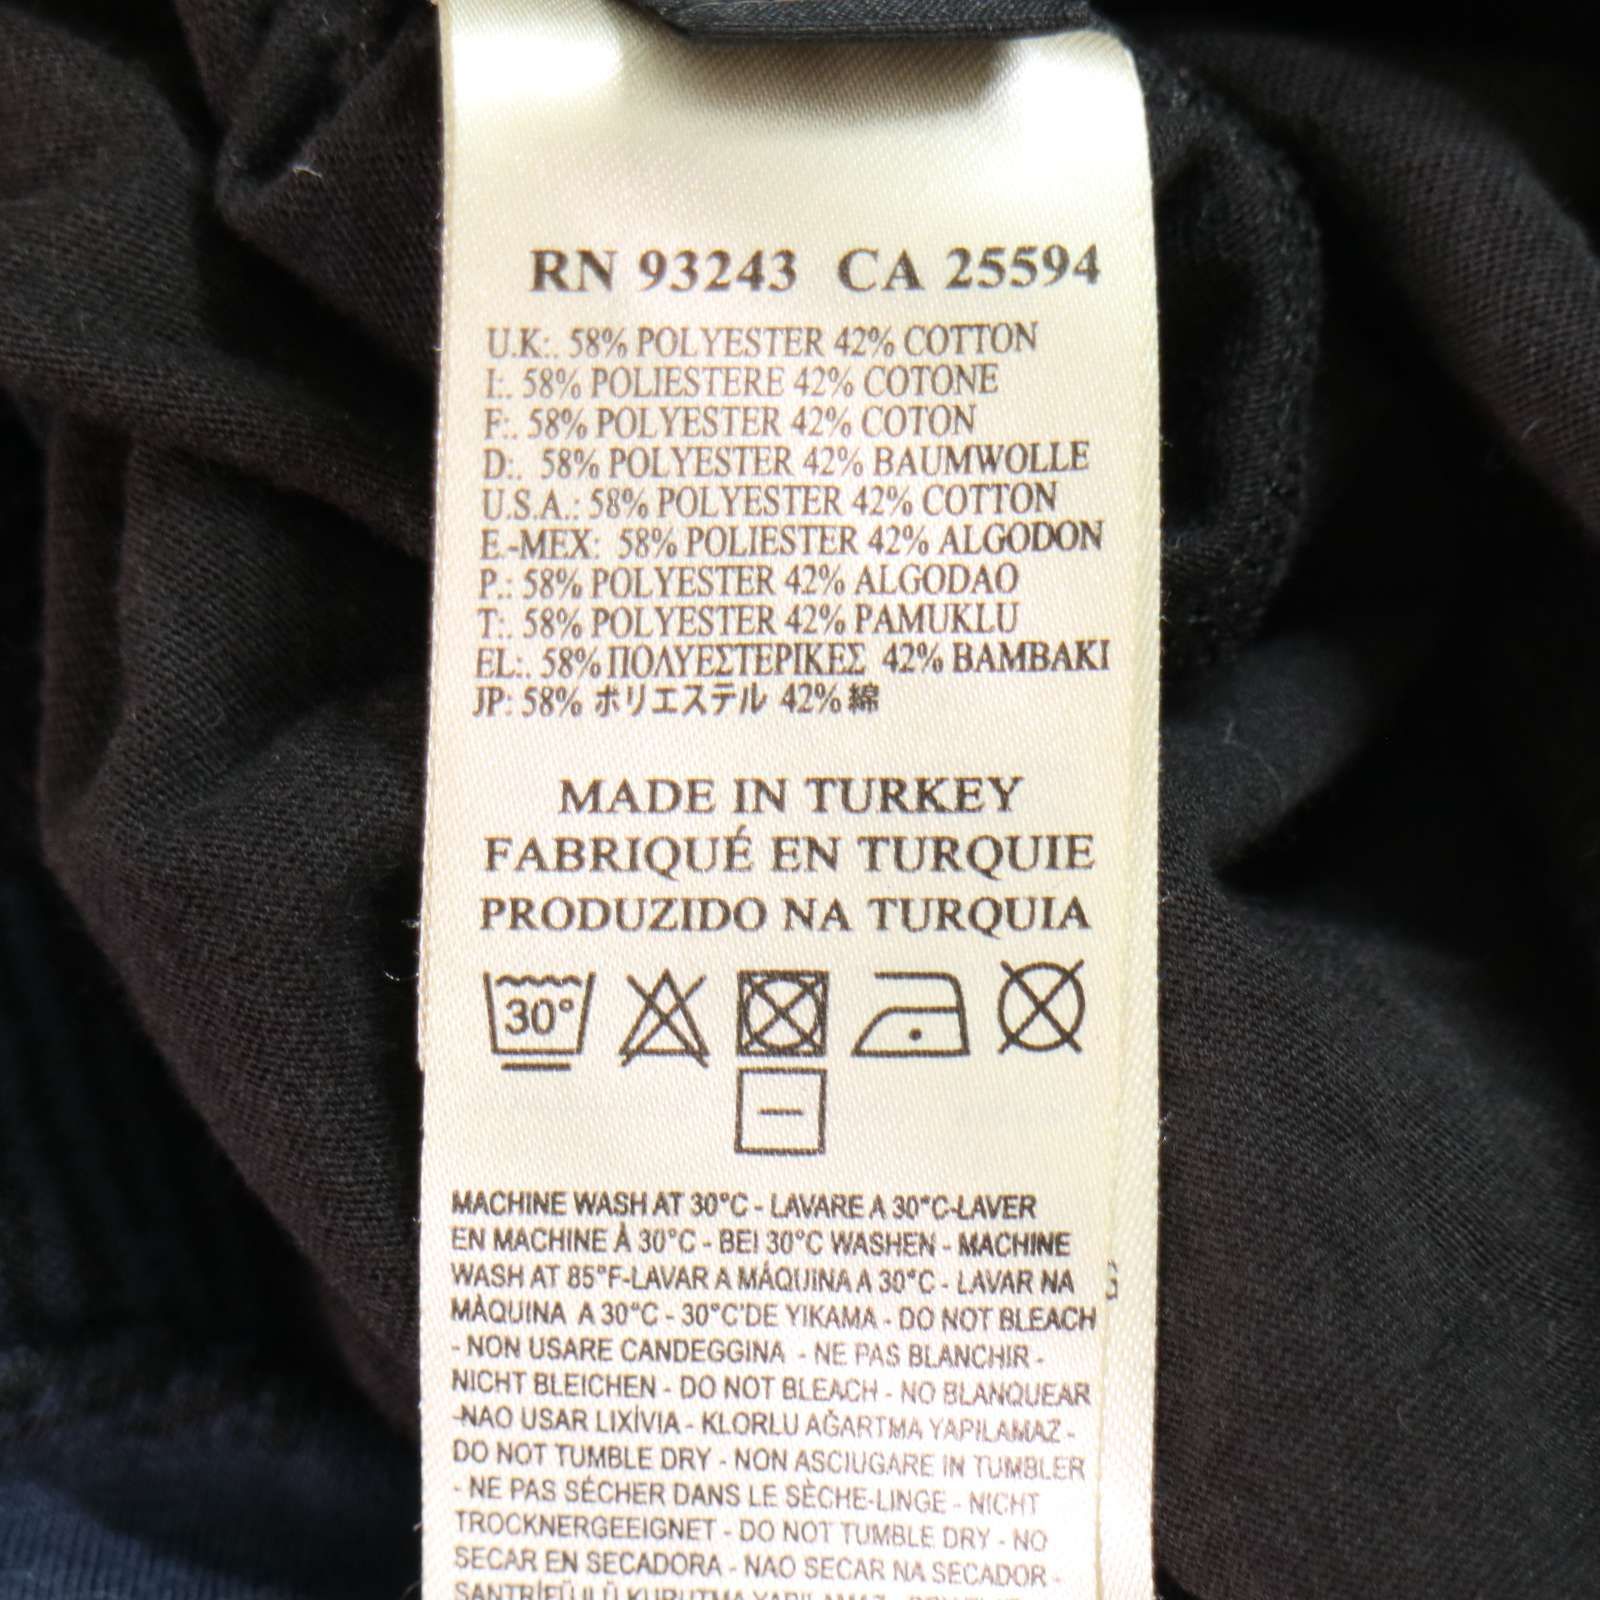 RN 93243 CA 25594
U.K:. 58% POLYESTER 42% COTTON
I:. 58% POLIESTERE 42% COTONE
F:. 58% POLYESTER 42% COTON
D:. 58% POLYESTER 42% BAUMWOLLE
U.S.A.: 58% POLYESTER 42% COTTON
E.-MEX: 58% POLIESTER 42% ALGODON
P.: 58% POLYESTER 42% ALGODAO
T:. 58% POLYESTER 42% PAMUKLU
EL:. 58% ΠΟΛΥΕΣΤΕΡΙΚΕΣ 42% BAMBAKI
JP: 58% ポリエステル 42% 綿
MADE IN TURKEY
FABRIQUÉ EN TURQUIE
PRODUZIDO NA TURQUIA
30°
MACHINE WASH AT 30°C - LAVARE A 30°C-LAVER
EN MACHINE À 30°C - BEI 30°C WASHEN - MACHINE
WASH AT 85°F-LAVAR A MÁQUINA A 30°C - LAVAR NA
MÀQUINA A 30°C - 30°C'DE YIKAMA - DO NOT BLEACH
- NON USARE CANDEGGINA - NE PAS BLANCHIR -
NICHT BLEICHEN - DO NOT BLEACH - NO BLANQUEAR
-NAO USAR LIXÍVIA - KLORLU AĞARTMA YAPILAMAZ -
DO NOT TUMBLE DRY - NON ASCIUGARE IN TUMBLER
- NE PAS SÉCHER DANS LE SÈCHE-LINGE - NICHT
TROCKNERGEEIGNET - DO NOT TUMBLE DRY - NO
SECAR EN SECADORA - NAO SECAR NA SECADOR -